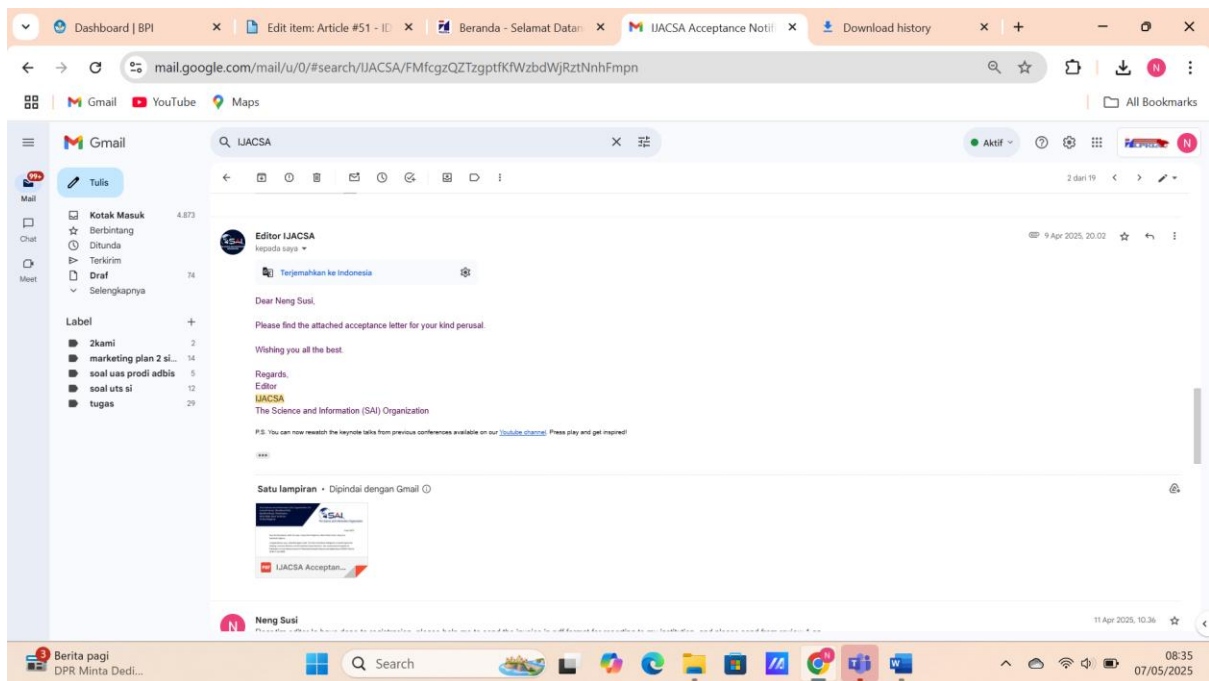 Dashboard | BPI
Edit item: Article #51 - ID
Beranda - Selamat Datan
IJACSA Acceptance Notif
Download history
mail.google.com/mail/u/0/#search/IJACSA/FMfcgzQZTzgptfKfWzbdWjRztNnhFmpn
Gmail
YouTube
Maps
All Bookmarks
Gmail
IJACSA
Aktif
N
99+
Mail
Chat
Meet
Tulis
Kotak Masuk 4.873
Berbintang
Ditunda
Terkirim
Draf 74
Selengkapnya
Label
2kami 2
marketing plan 2 si... 14
soal uas prodi adbis 5
soal uts si 12
tugas 29
2 dari 19
Editor IJACSA
9 Apr 2025, 20.02
kepada saya
Terjemahkan ke Indonesia
Dear Neng Susi,
Please find the attached acceptance letter for your kind perusal.
Wishing you all the best.
Regards,
Editor
IJACSA
The Science and Information (SAI) Organization
P.S. You can now rewatch the keynote talks from previous conferences available on our Youtube channel. Press play and get inspired!
Satu lampiran • Dipindai dengan Gmail
SAI
PDF IJACSA Acceptan...
N
Neng Susi
11 Apr 2025, 10.36
3
Berita pagi
DPR Minta Dedi...
Search
08:35
07/05/2025